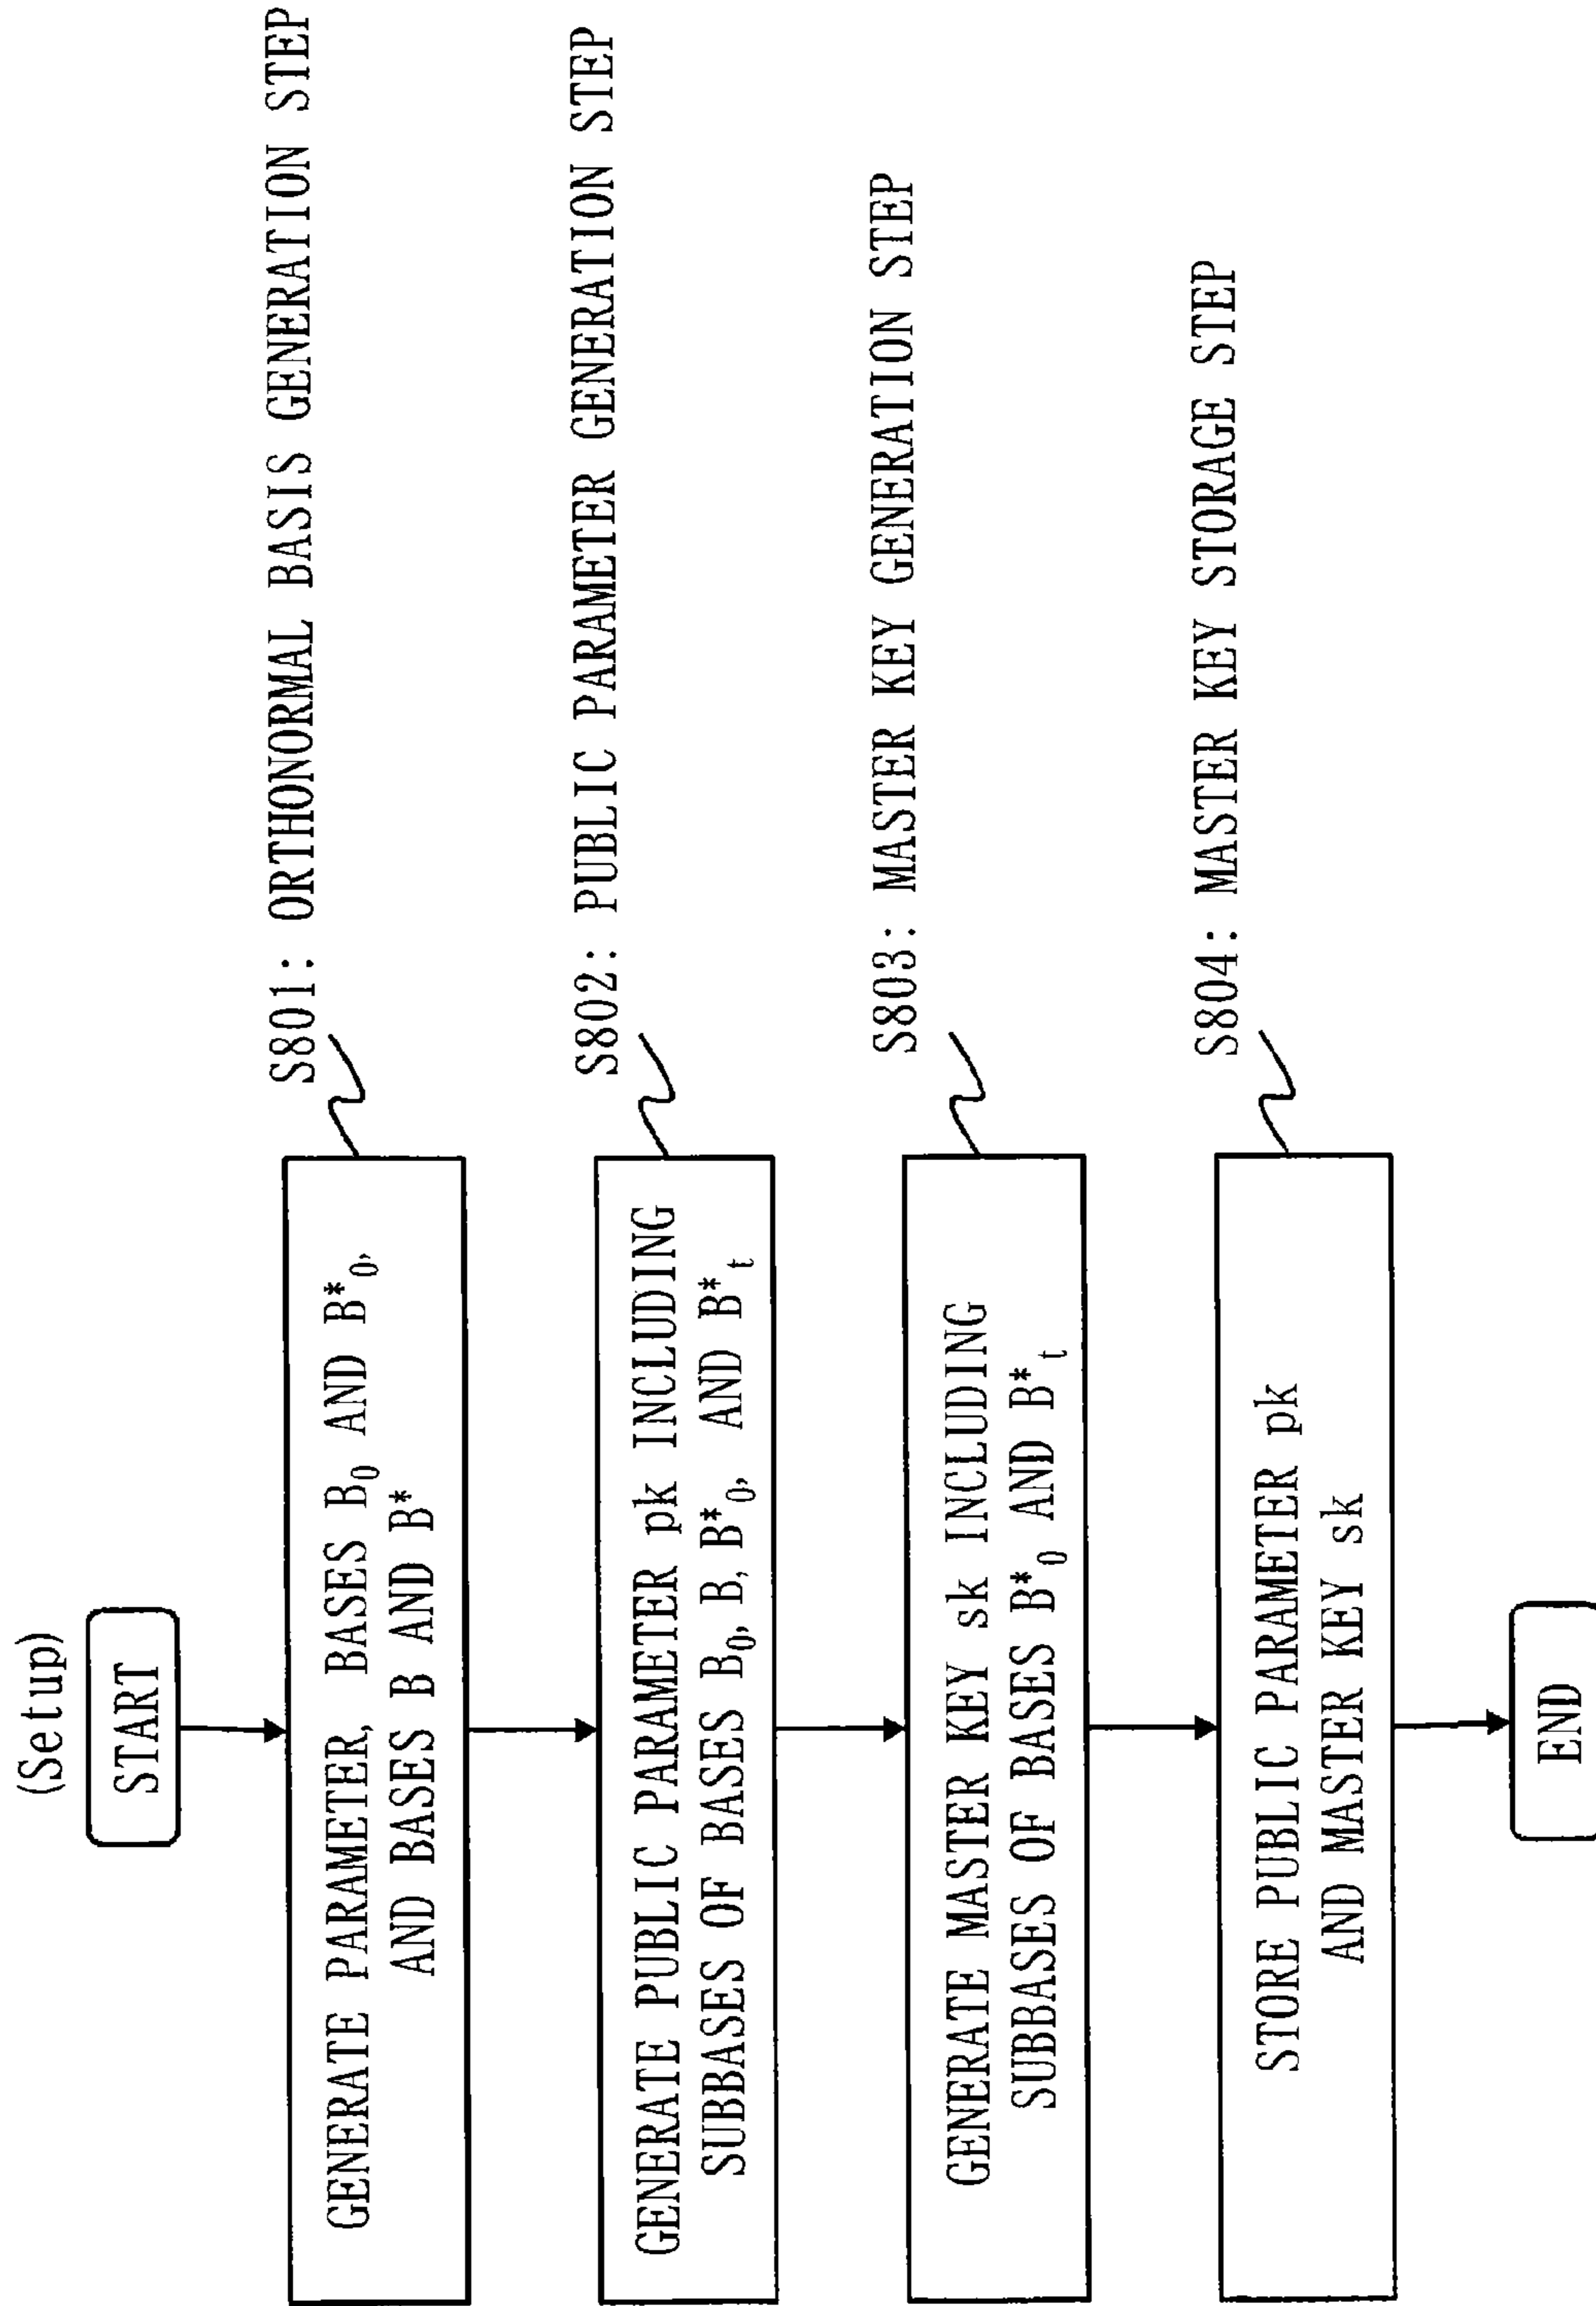 (Setup)
START
S801: ORTHONORMAL BASIS GENERATION STEP
GENERATE PARAMETER, BASES B₀ AND B*₀,
AND BASES B AND B*
S802: PUBLIC PARAMETER GENERATION STEP
GENERATE PUBLIC PARAMETER pk INCLUDING
SUBBASES OF BASES B₀, B, B*₀, AND B*ₜ
S803: MASTER KEY GENERATION STEP
GENERATE MASTER KEY sk INCLUDING
SUBBASES OF BASES B*₀ AND B*ₜ
S804: MASTER KEY STORAGE STEP
STORE PUBLIC PARAMETER pk
AND MASTER KEY sk
END